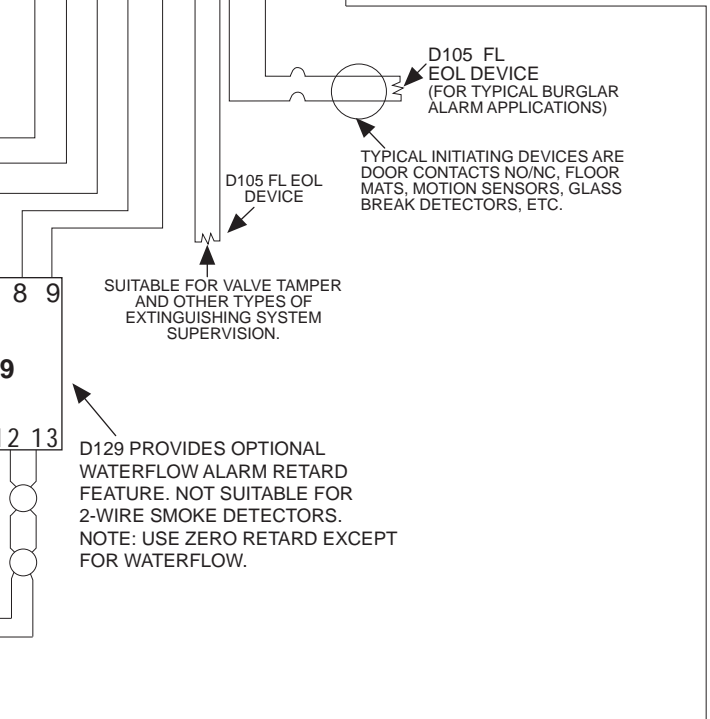 D105 FL
EOL DEVICE
(FOR TYPICAL BURGLAR
ALARM APPLICATIONS)
TYPICAL INITIATING DEVICES ARE
DOOR CONTACTS NO/NC, FLOOR
MATS, MOTION SENSORS, GLASS
BREAK DETECTORS, ETC.
D105 FL EOL
DEVICE
SUITABLE FOR VALVE TAMPER
AND OTHER TYPES OF
EXTINGUISHING SYSTEM
SUPERVISION.
8 9
9
2 13
D129 PROVIDES OPTIONAL
WATERFLOW ALARM RETARD
FEATURE. NOT SUITABLE FOR
2-WIRE SMOKE DETECTORS.
NOTE: USE ZERO RETARD EXCEPT
FOR WATERFLOW.